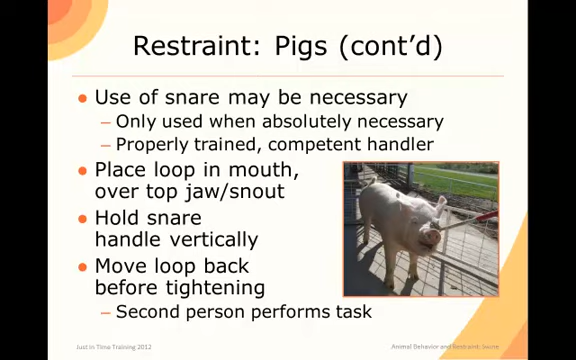 Restraint: Pigs (cont'd)
Use of snare may be necessary
– Only used when absolutely necessary
– Properly trained, competent handler
Place loop in mouth,
over top jaw/snout
Hold snare
handle vertically
Move loop back
before tightening
– Second person performs task
Just In Time Training 2012
Animal Behavior and Restraint: Swine